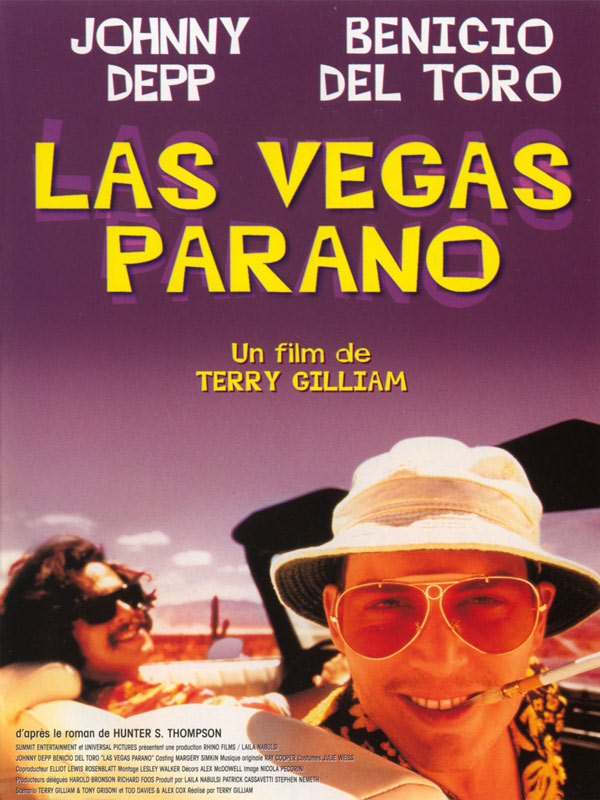 JOHNNY DEPP
BENICIO DEL TORO
LAS VEGAS
PARANO
Un film de
TERRY GILLIAM
d'après le roman de HUNTER S. THOMPSON
SUMMIT ENTERTAINMENT et UNIVERSAL PICTURES présentent une production RHINO FILMS / LAILA NABULSI
JOHNNY DEPP BENICIO DEL TORO "LAS VEGAS PARANO" Casting MARGERY SIMKIN Musique originale RAY COOPER Costumes JULIE WEISS
Coproducteur ELLIOT LEWIS ROSENBLATT Montage LESLEY WALKER Décors ALEX McDOWELL Image NICOLA PECORINI
Producteurs délégués HAROLD BRONSON RICHARD FOOS Produit par LAILA NABULSI PATRICK CASSAVETTI STEPHEN NEMETH
Scénario TERRY GILLIAM & TONY GRISONI et TOD DAVIES & ALEX COX Réalisé par TERRY GILLIAM